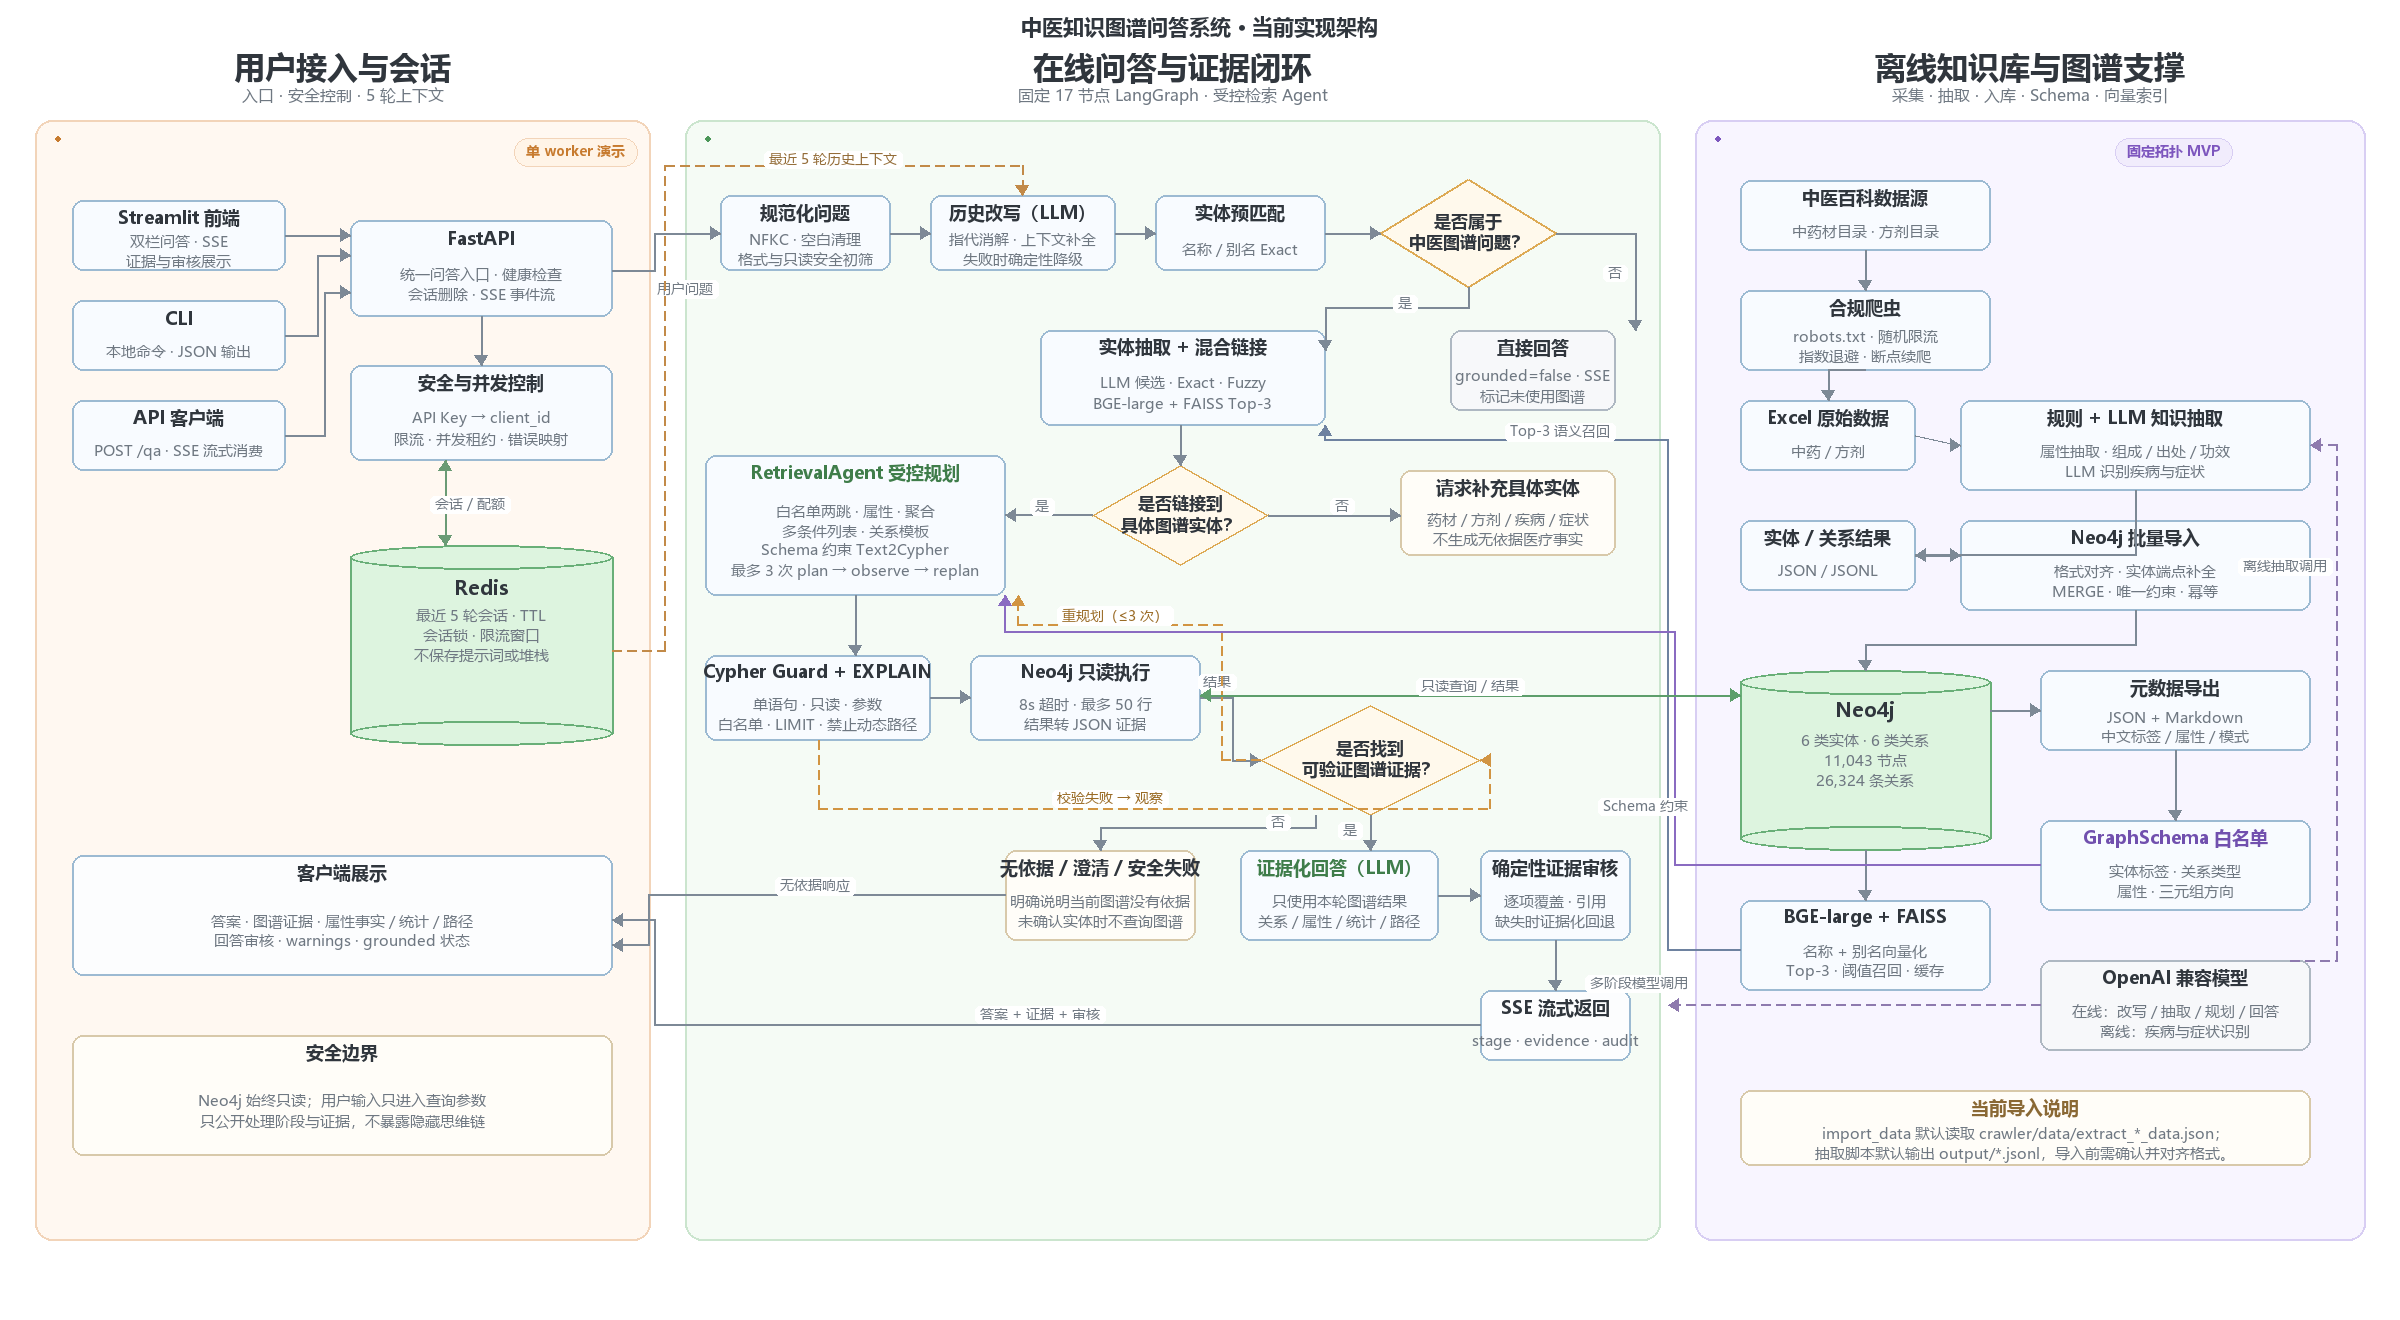 中医知识图谱问答系统 • 当前实现架构
用户接入与会话
入口 · 安全控制 · 5 轮上下文
在线问答与证据闭环
固定 17 节点 LangGraph · 受控检索 Agent
离线知识库与图谱支撑
采集 · 抽取 · 入库 · Schema · 向量索引
单 worker 演示
Streamlit 前端
双栏问答 · SSE
证据与审核展示
CLI
本地命令 · JSON 输出
API 客户端
POST /qa · SSE 流式消费
FastAPI
统一问答入口 · 健康检查
会话删除 · SSE 事件流
安全与并发控制
API Key → client_id
限流 · 并发租约 · 错误映射
会话 / 配额
Redis
最近 5 轮会话 · TTL
会话锁 · 限流窗口
不保存提示词或堆栈
客户端展示
答案 · 图谱证据 · 属性事实 / 统计 / 路径
回答审核 · warnings · grounded 状态
安全边界
Neo4j 始终只读；用户输入只进入查询参数
只公开处理阶段与证据，不暴露隐藏思维链
最近 5 轮历史上下文
用户问题
规范化问题
NFKC · 空白清理
格式与只读安全初筛
历史改写（LLM）
指代消解 · 上下文补全
失败时确定性降级
实体预匹配
名称 / 别名 Exact
是否属于
中医图谱问题？
否
是
实体抽取 + 混合链接
LLM 候选 · Exact · Fuzzy
BGE-large + FAISS Top-3
直接回答
grounded=false · SSE
标记未使用图谱
Top-3 语义召回
RetrievalAgent 受控规划
白名单两跳 · 属性 · 聚合
多条件列表 · 关系模板
Schema 约束 Text2Cypher
最多 3 次 plan → observe → replan
是
是否链接到
具体图谱实体？
否
请求补充具体实体
药材 / 方剂 / 疾病 / 症状
不生成无依据医疗事实
重规划（≤3 次）
Cypher Guard + EXPLAIN
单语句 · 只读 · 参数
白名单 · LIMIT · 禁止动态路径
Neo4j 只读执行
8s 超时 · 最多 50 行
结果转 JSON 证据
结果
只读查询 / 结果
是否找到
可验证图谱证据？
校验失败 → 观察
Schema 约束
否
是
无依据 / 澄清 / 安全失败
明确说明当前图谱没有依据
未确认实体时不查询图谱
证据化回答（LLM）
只使用本轮图谱结果
关系 / 属性 / 统计 / 路径
确定性证据审核
逐项覆盖 · 引用
缺失时证据化回退
无依据响应
多阶段模型调用
SSE 流式返回
stage · evidence · audit
答案 + 证据 + 审核
固定拓扑 MVP
中医百科数据源
中药材目录 · 方剂目录
合规爬虫
robots.txt · 随机限流
指数退避 · 断点续爬
Excel 原始数据
中药 / 方剂
规则 + LLM 知识抽取
属性抽取 · 组成 / 出处 / 功效
LLM 识别疾病与症状
实体 / 关系结果
JSON / JSONL
Neo4j 批量导入
格式对齐 · 实体端点补全
MERGE · 唯一约束 · 幂等
离线抽取调用
Neo4j
6 类实体 · 6 类关系
11,043 节点
26,324 条关系
元数据导出
JSON + Markdown
中文标签 / 属性 / 模式
GraphSchema 白名单
实体标签 · 关系类型
属性 · 三元组方向
BGE-large + FAISS
名称 + 别名向量化
Top-3 · 阈值召回 · 缓存
OpenAI 兼容模型
在线：改写 / 抽取 / 规划 / 回答
离线：疾病与症状识别
当前导入说明
import_data 默认读取 crawler/data/extract_*_data.json；
抽取脚本默认输出 output/*.jsonl，导入前需确认并对齐格式。